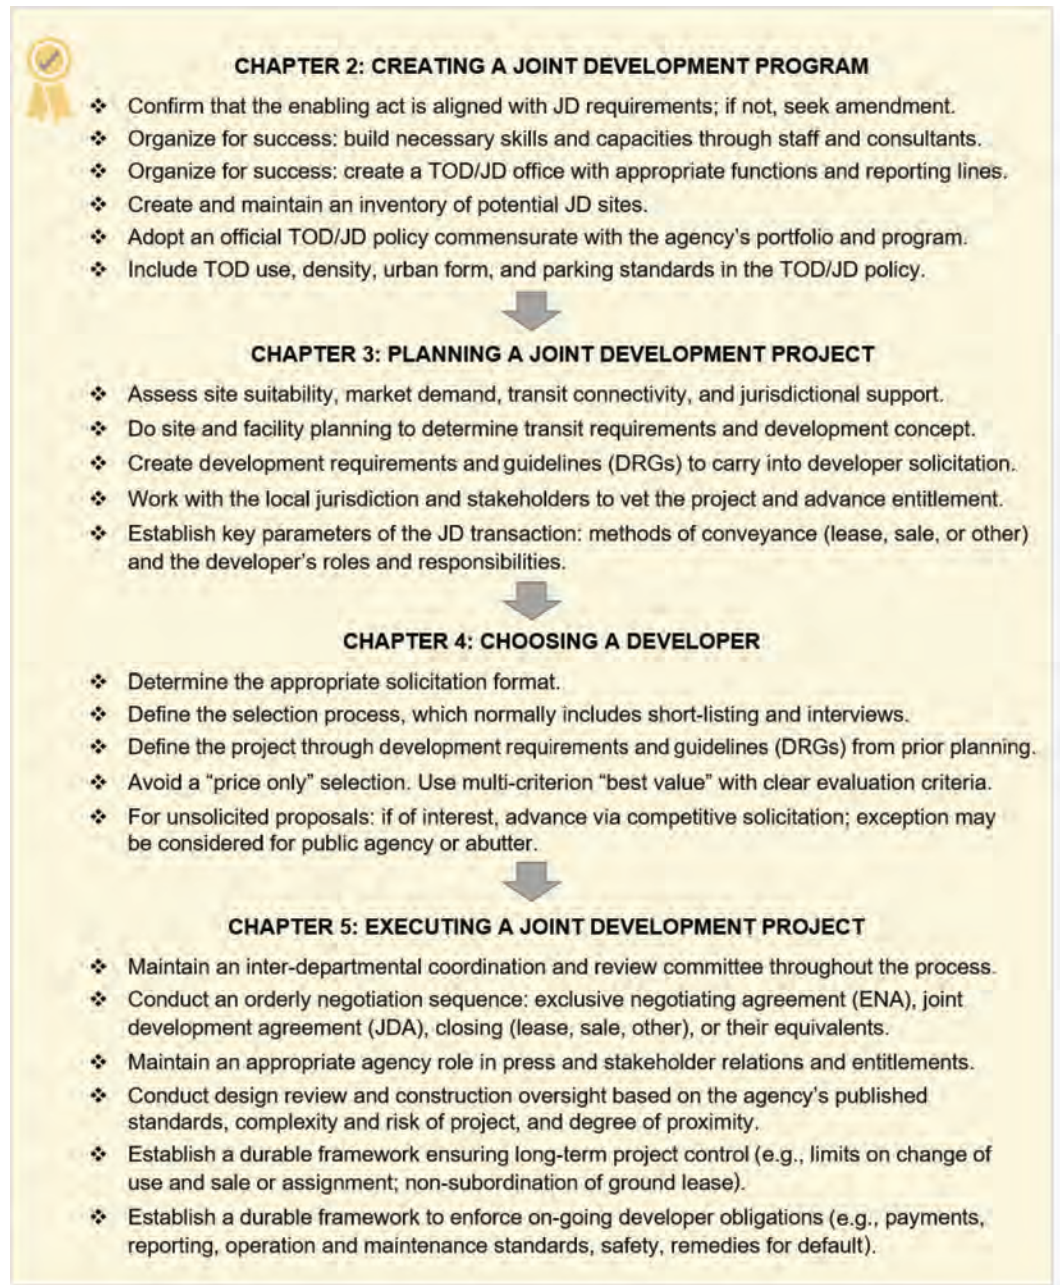 CHAPTER 2: CREATING A JOINT DEVELOPMENT PROGRAM
❖ Confirm that the enabling act is aligned with JD requirements; if not, seek amendment.
❖ Organize for success: build necessary skills and capacities through staff and consultants.
❖ Organize for success: create a TOD/JD office with appropriate functions and reporting lines.
❖ Create and maintain an inventory of potential JD sites.
❖ Adopt an official TOD/JD policy commensurate with the agency's portfolio and program.
❖ Include TOD use, density, urban form, and parking standards in the TOD/JD policy.
CHAPTER 3: PLANNING A JOINT DEVELOPMENT PROJECT
❖ Assess site suitability, market demand, transit connectivity, and jurisdictional support.
❖ Do site and facility planning to determine transit requirements and development concept.
❖ Create development requirements and guidelines (DRGs) to carry into developer solicitation.
❖ Work with the local jurisdiction and stakeholders to vet the project and advance entitlement.
❖ Establish key parameters of the JD transaction: methods of conveyance (lease, sale, or other)
and the developer's roles and responsibilities.
CHAPTER 4: CHOOSING A DEVELOPER
❖ Determine the appropriate solicitation format.
❖ Define the selection process, which normally includes short-listing and interviews.
❖ Define the project through development requirements and guidelines (DRGs) from prior planning.
❖ Avoid a “price only” selection. Use multi-criterion “best value” with clear evaluation criteria.
❖ For unsolicited proposals: if of interest, advance via competitive solicitation; exception may
be considered for public agency or abutter.
CHAPTER 5: EXECUTING A JOINT DEVELOPMENT PROJECT
❖ Maintain an inter-departmental coordination and review committee throughout the process.
❖ Conduct an orderly negotiation sequence: exclusive negotiating agreement (ENA), joint
development agreement (JDA), closing (lease, sale, other), or their equivalents.
❖ Maintain an appropriate agency role in press and stakeholder relations and entitlements.
❖ Conduct design review and construction oversight based on the agency's published
standards, complexity and risk of project, and degree of proximity.
❖ Establish a durable framework ensuring long-term project control (e.g., limits on change of
use and sale or assignment; non-subordination of ground lease).
❖ Establish a durable framework to enforce on-going developer obligations (e.g., payments,
reporting, operation and maintenance standards, safety, remedies for default).